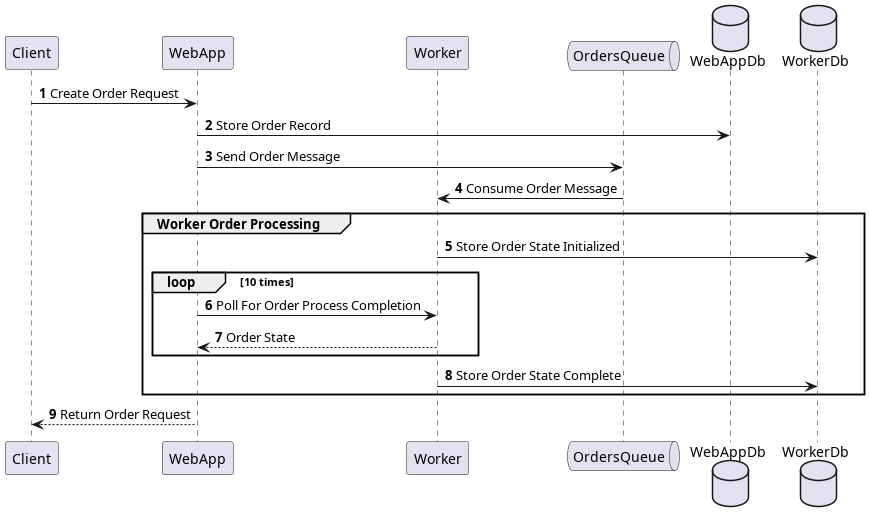 Client
WebApp
Worker
OrdersQueue
WebAppDb
WorkerDb
1 Create Order Request
2 Store Order Record
3 Send Order Message
4 Consume Order Message
Worker Order Processing
5 Store Order State Initialized
loop [10 times]
6 Poll For Order Process Completion
7 Order State
8 Store Order State Complete
9 Return Order Request
Client
WebApp
Worker
OrdersQueue
WebAppDb
WorkerDb